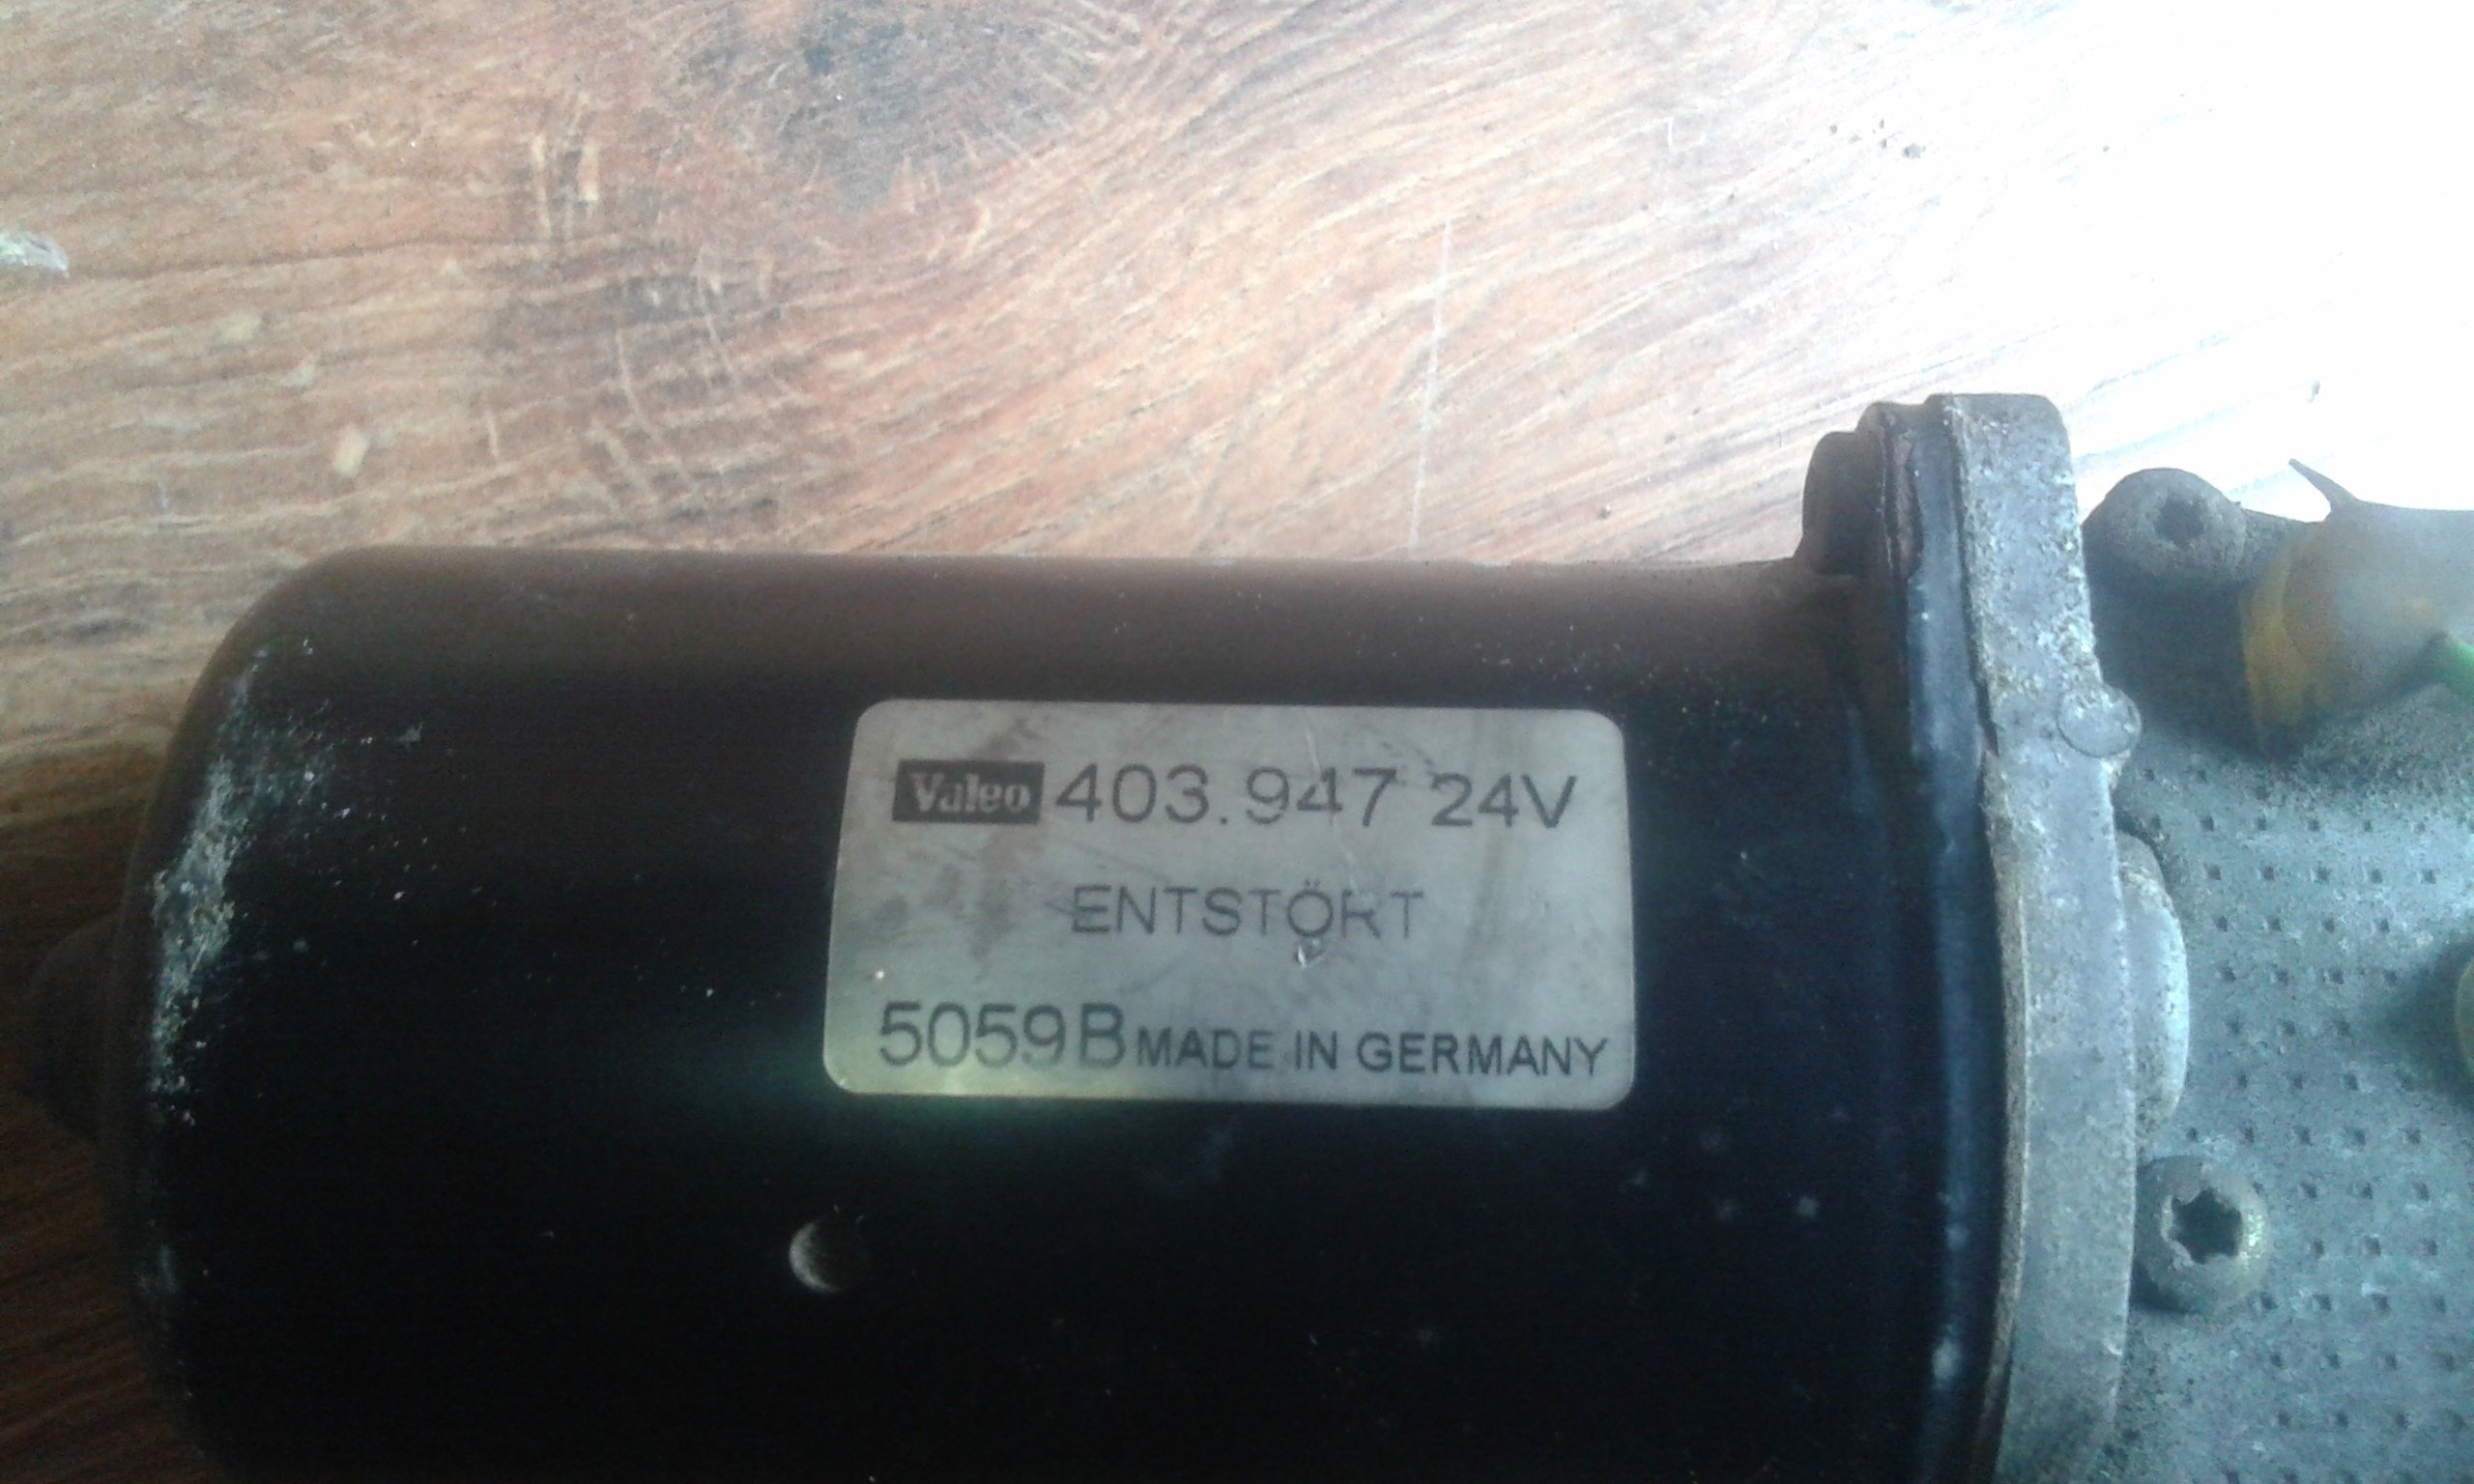 Valeo 403.947 24V
ENTSTÖRT
5059B MADE IN GERMANY